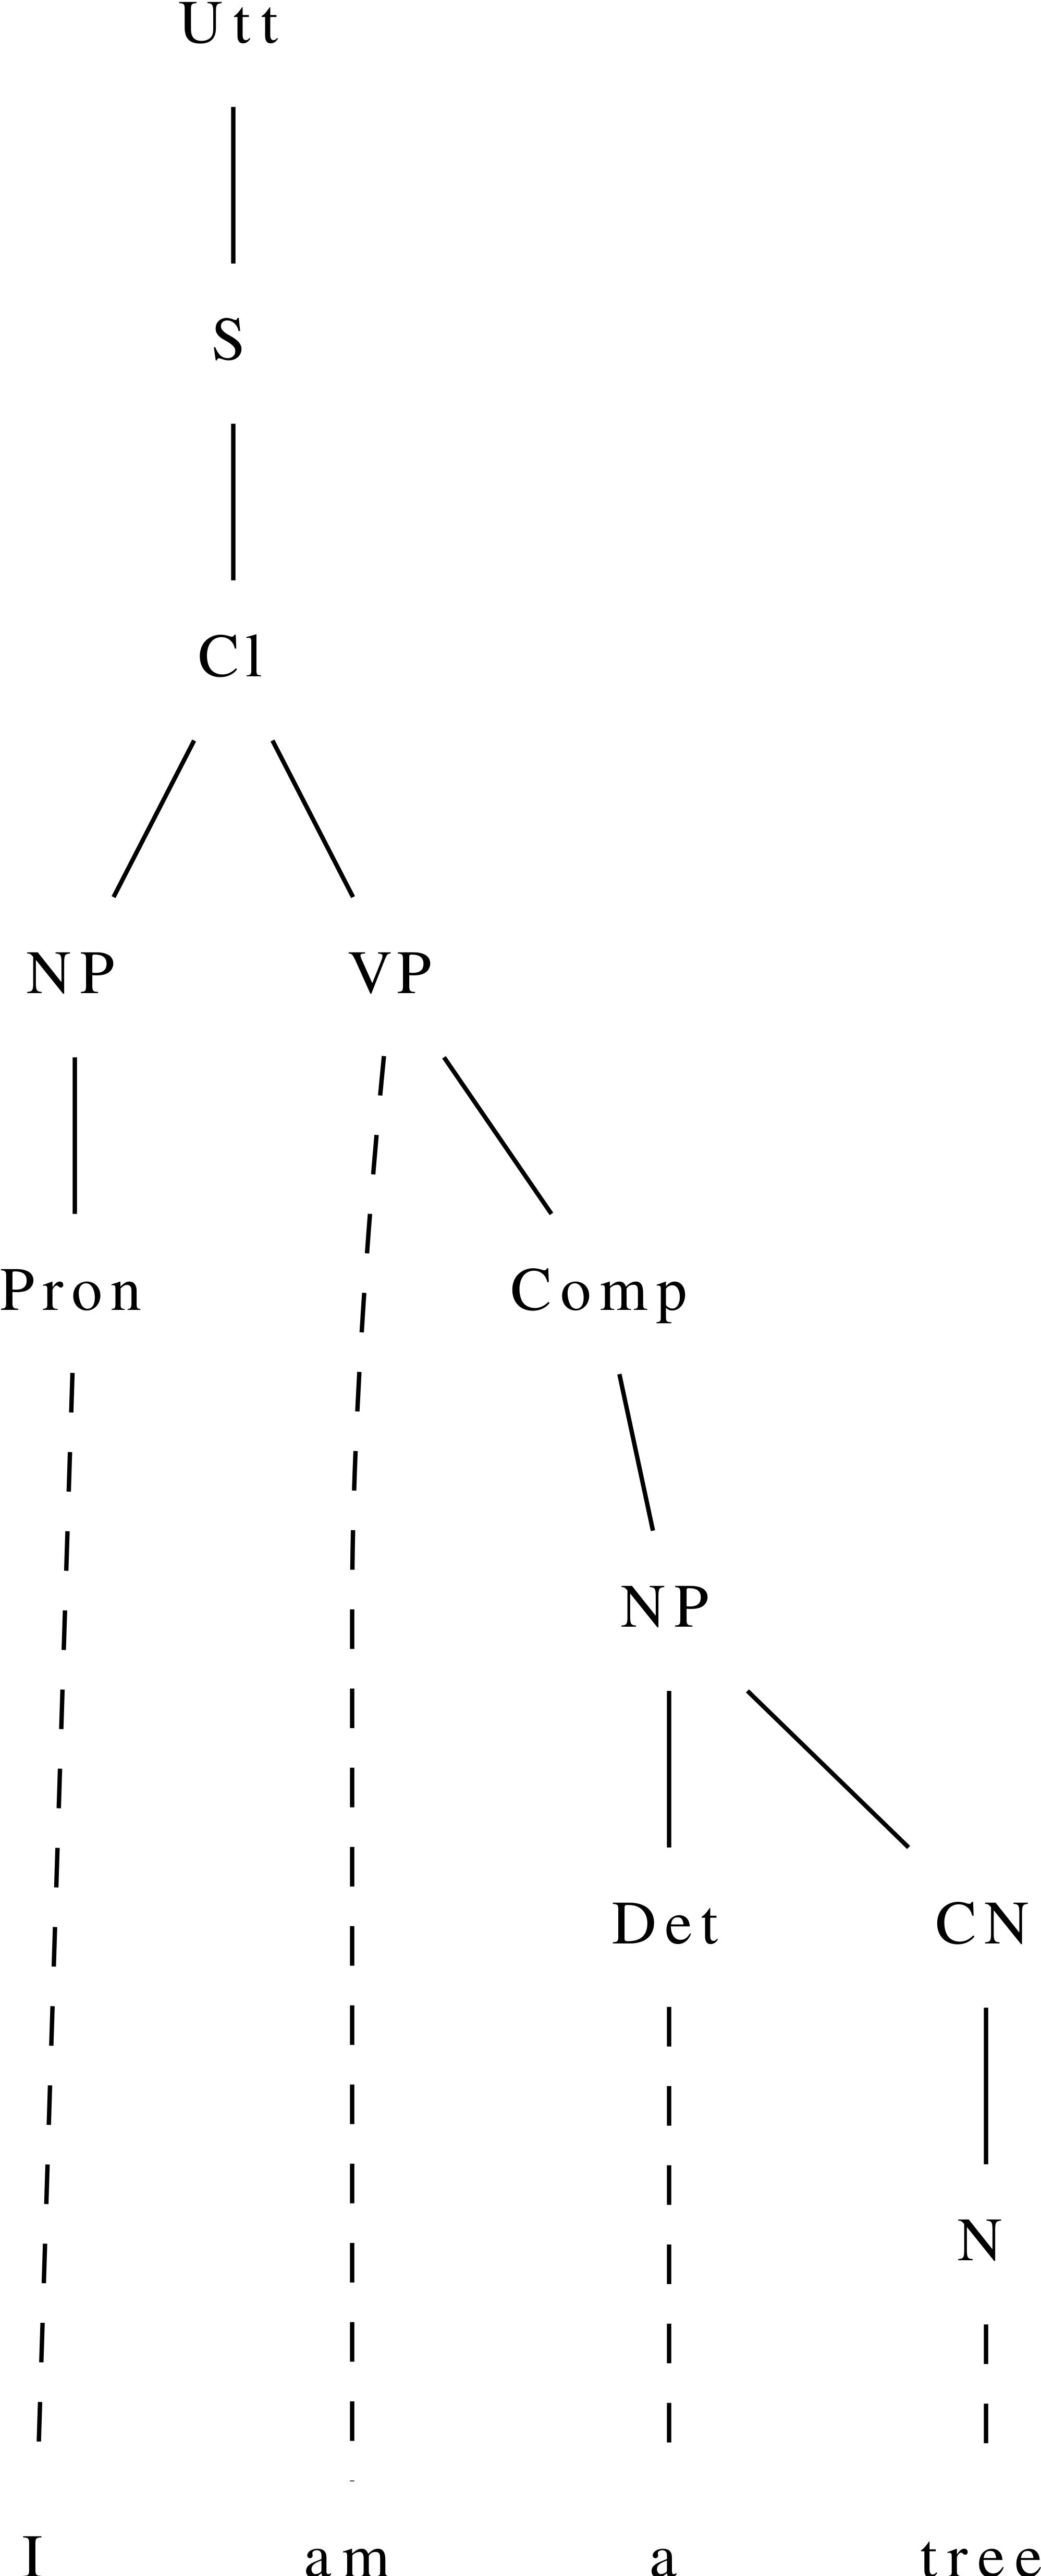 Utt
S
Cl
NP VP
Pron Comp
NP
Det CN
N
I am a tree